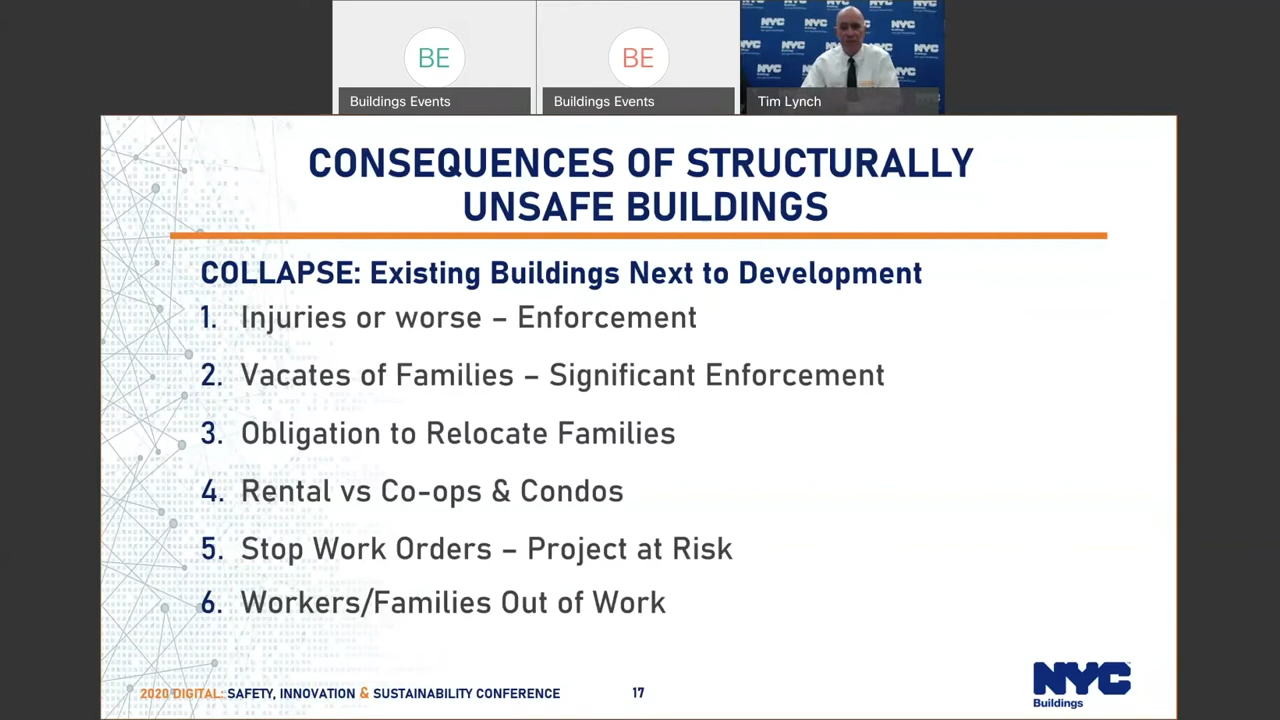 BE
BE
NYC
Buildings
Buildings Events
Buildings Events
Tim Lynch
CONSEQUENCES OF STRUCTURALLY
UNSAFE BUILDINGS
COLLAPSE: Existing Buildings Next to Development
1. Injuries or worse – Enforcement
2. Vacates of Families – Significant Enforcement
3. Obligation to Relocate Families
4. Rental vs Co-ops & Condos
5. Stop Work Orders – Project at Risk
6. Workers/Families Out of Work
2020 DIGITAL: SAFETY, INNOVATION & SUSTAINABILITY CONFERENCE
17
NYC
Buildings